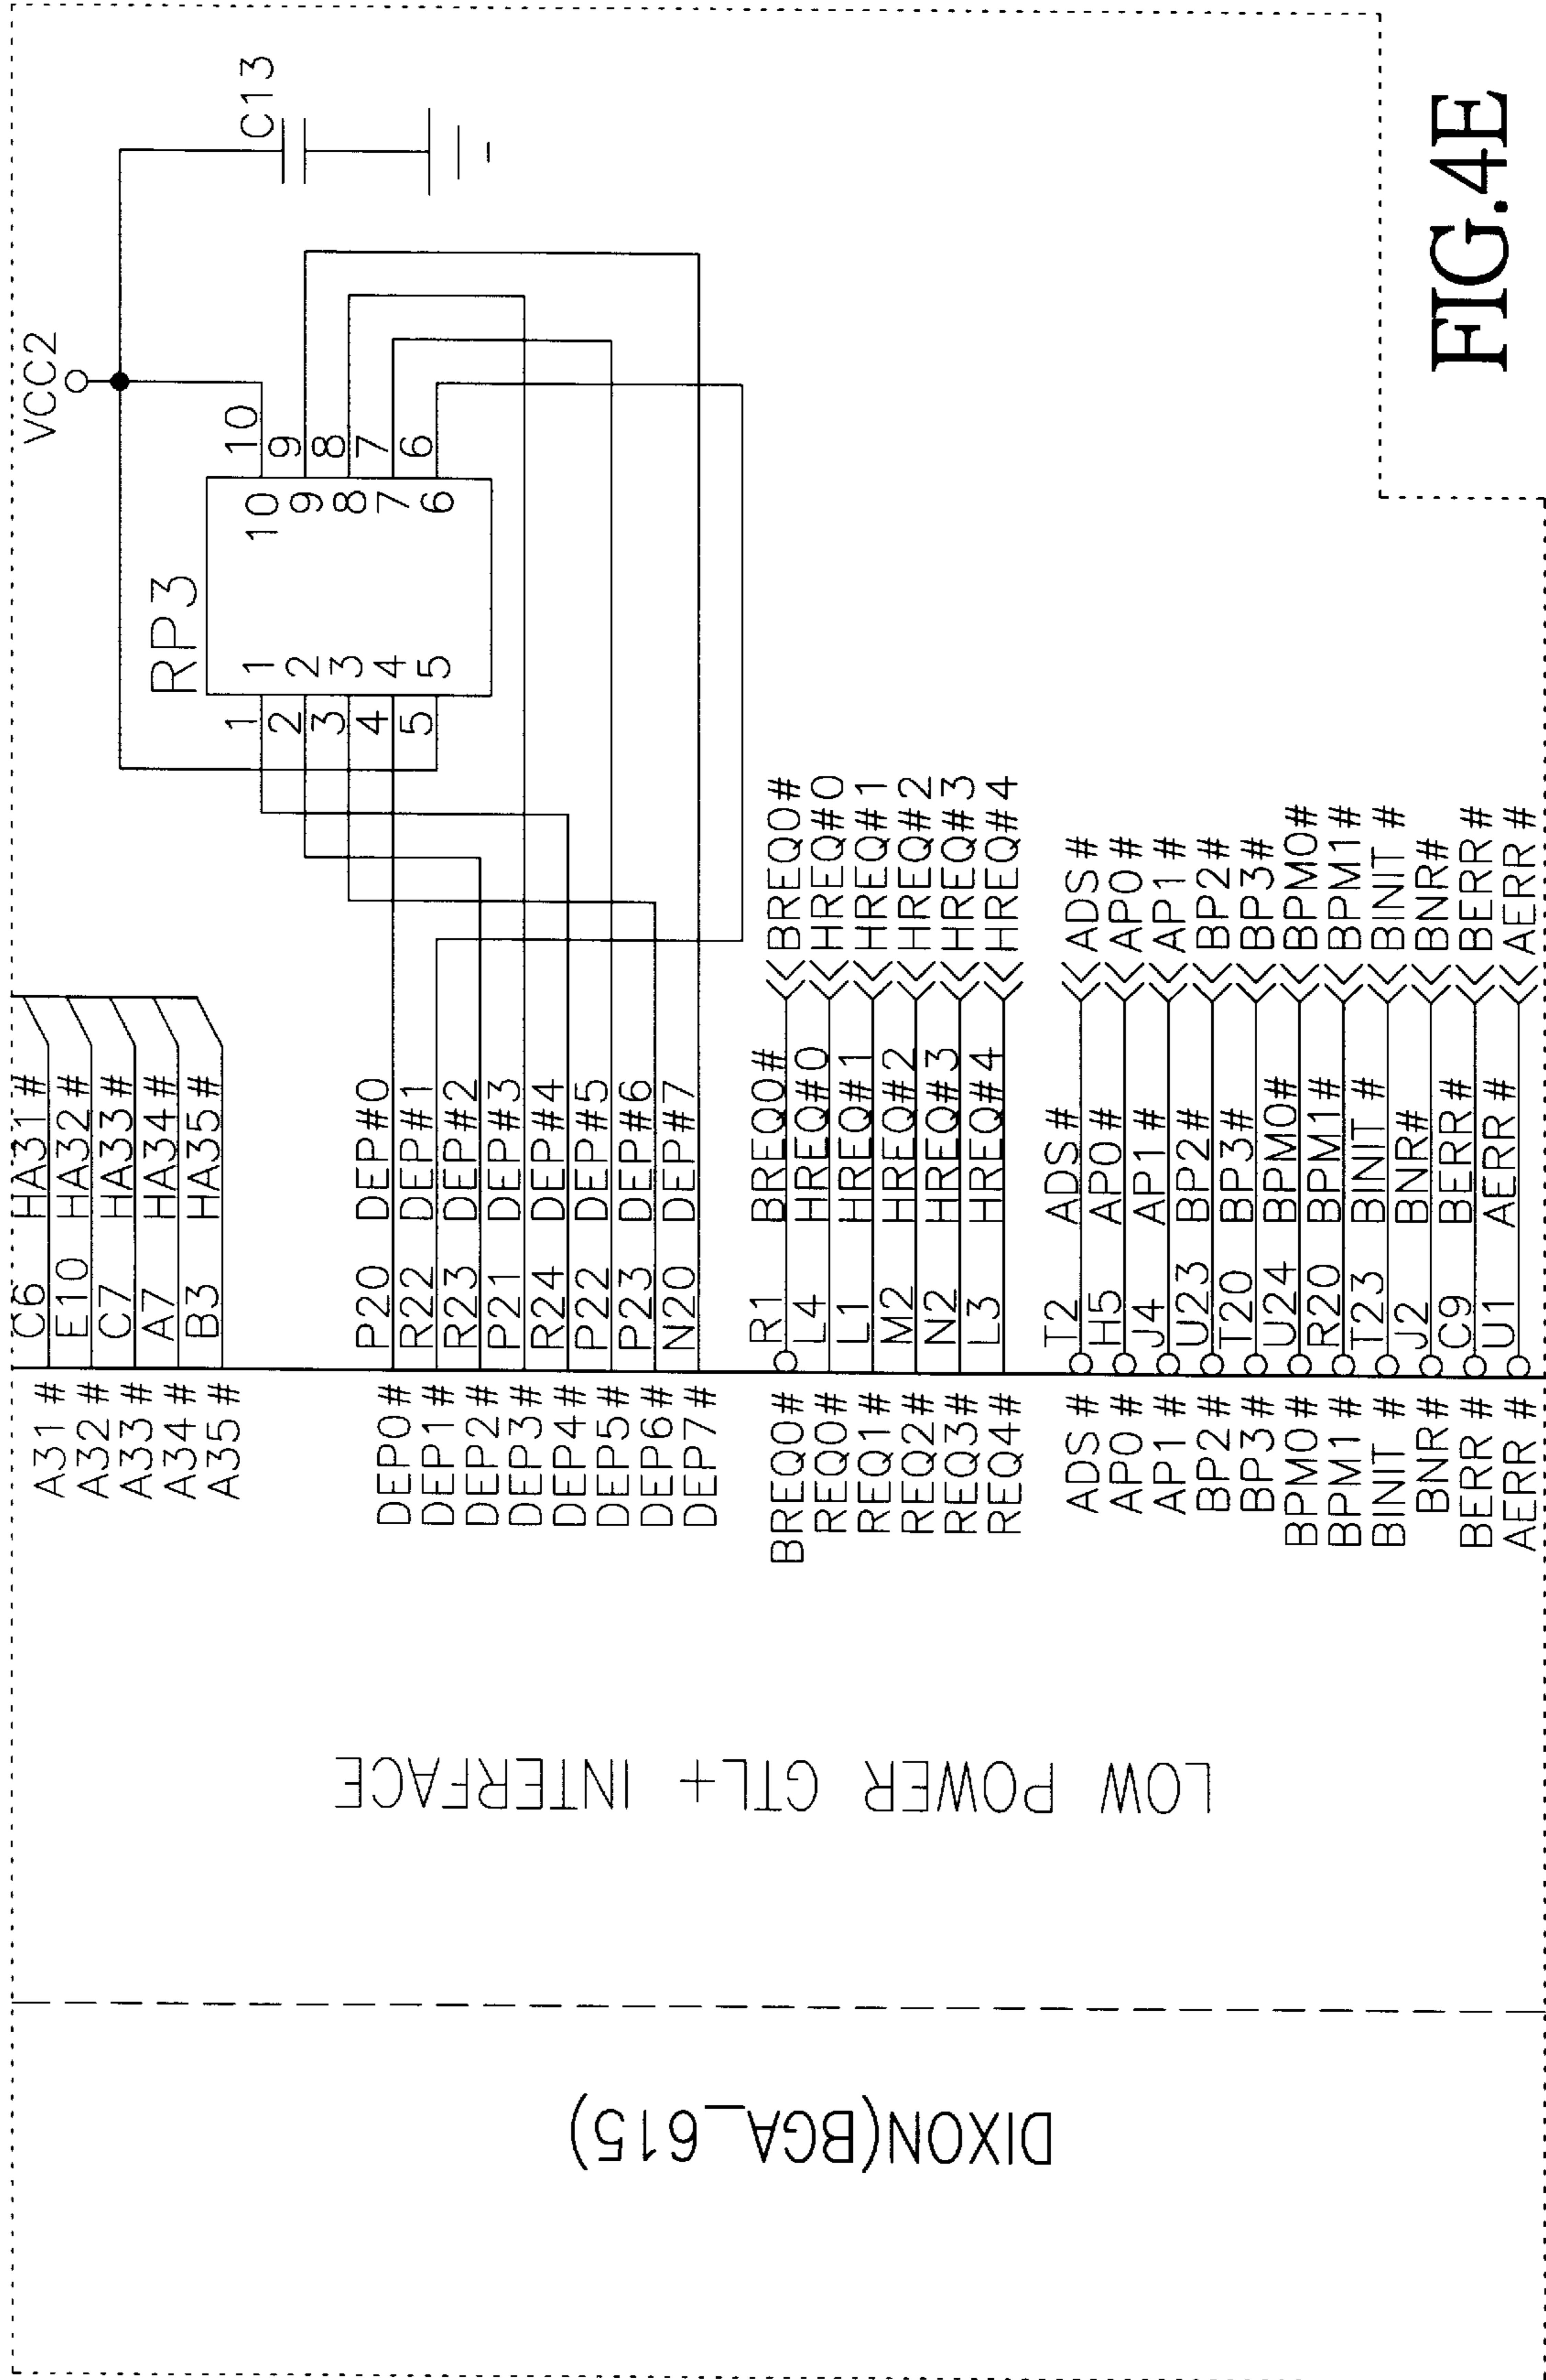 VCC2
C13
RP3
1 1 10 10
2 2 9 9
3 3 8 8
4 4 7 7
5 5 6 6
A31# C6 HA31#
A32# E10 HA32#
A33# C7 HA33#
A34# A7 HA34#
A35# B3 HA35#
DEP0# P20 DEP#0
DEP1# R22 DEP#1
DEP2# R23 DEP#2
DEP3# P21 DEP#3
DEP4# R24 DEP#4
DEP5# P22 DEP#5
DEP6# P23 DEP#6
DEP7# N20 DEP#7
BREQ0# R1 BREQ0# BREQ0#
REQ0# L4 HREQ#0 HREQ#0
REQ1# L1 HREQ#1 HREQ#1
REQ2# M2 HREQ#2 HREQ#2
REQ3# N2 HREQ#3 HREQ#3
REQ4# L3 HREQ#4 HREQ#4
ADS# T2 ADS# ADS#
AP0# H5 AP0# AP0#
AP1# J4 AP1# AP1#
BP2# U23 BP2# BP2#
BP3# T20 BP3# BP3#
BPM0# U24 BPM0# BPM0#
BPM1# R20 BPM1# BPM1#
BINIT# T23 BINIT# BINIT#
BNR# J2 BNR# BNR#
BERR# C9 BERR# BERR#
AERR# U1 AERR# AERR#
LOW POWER GTL+ INTERFACE
DIXON(BGA_615)
FIG.4E